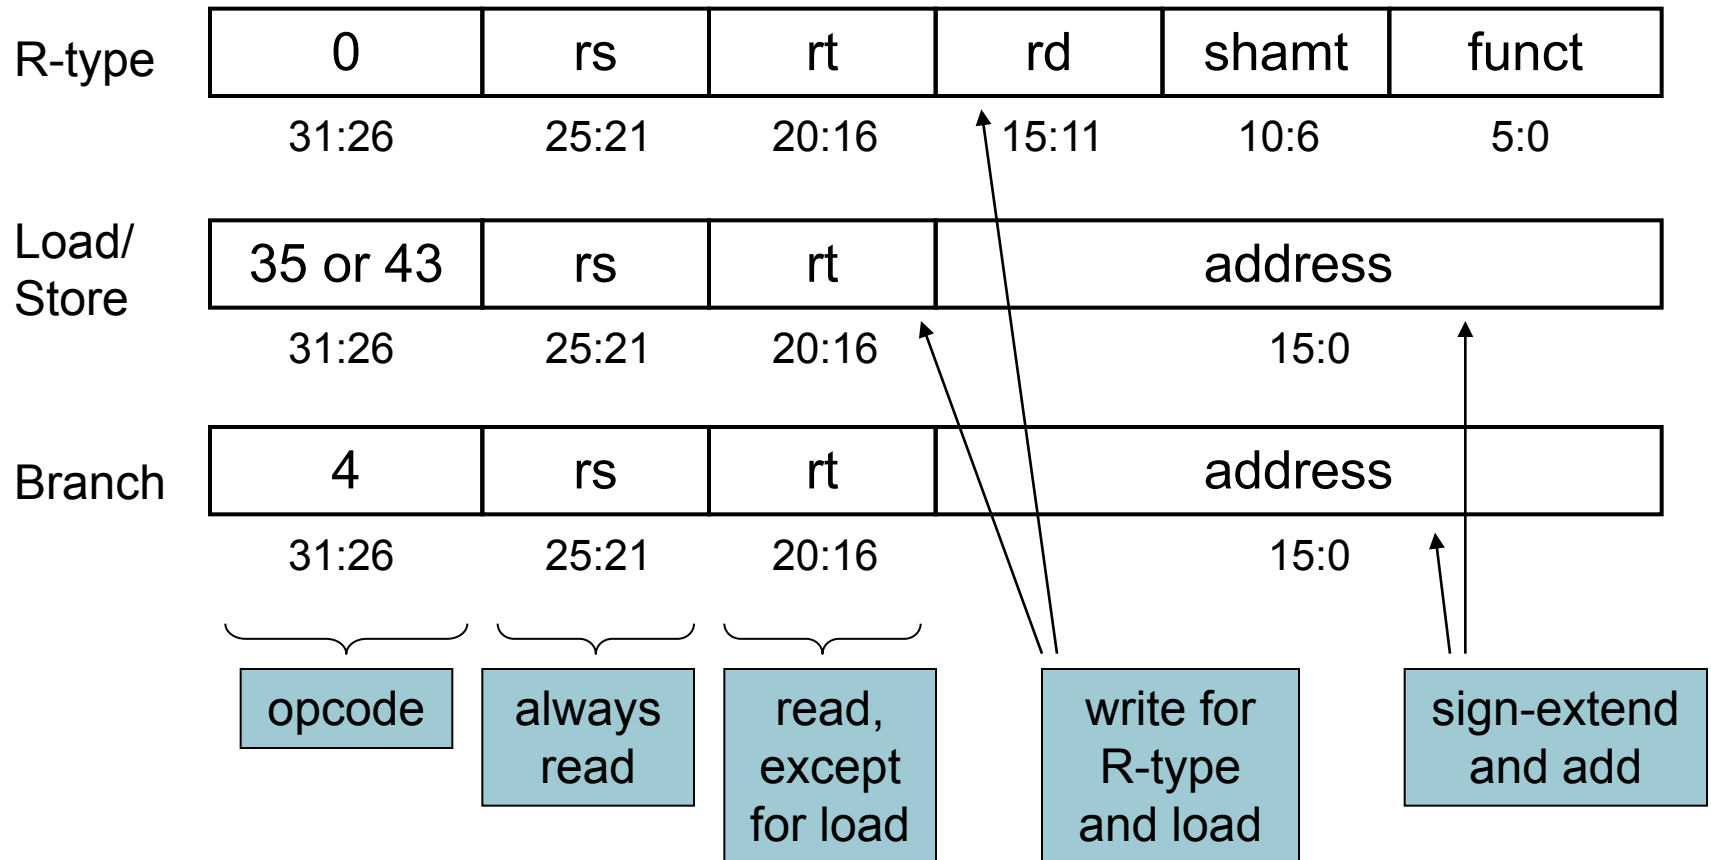 R-type 0 rs rt rd shamt funct
31:26 25:21 20:16 15:11 10:6 5:0
Load/
Store
35 or 43 rs rt address
31:26 25:21 20:16 15:0
Branch 4 rs rt address
31:26 25:21 20:16 15:0
opcode
always
read
read,
except
for load
write for
R-type
and load
sign-extend
and add